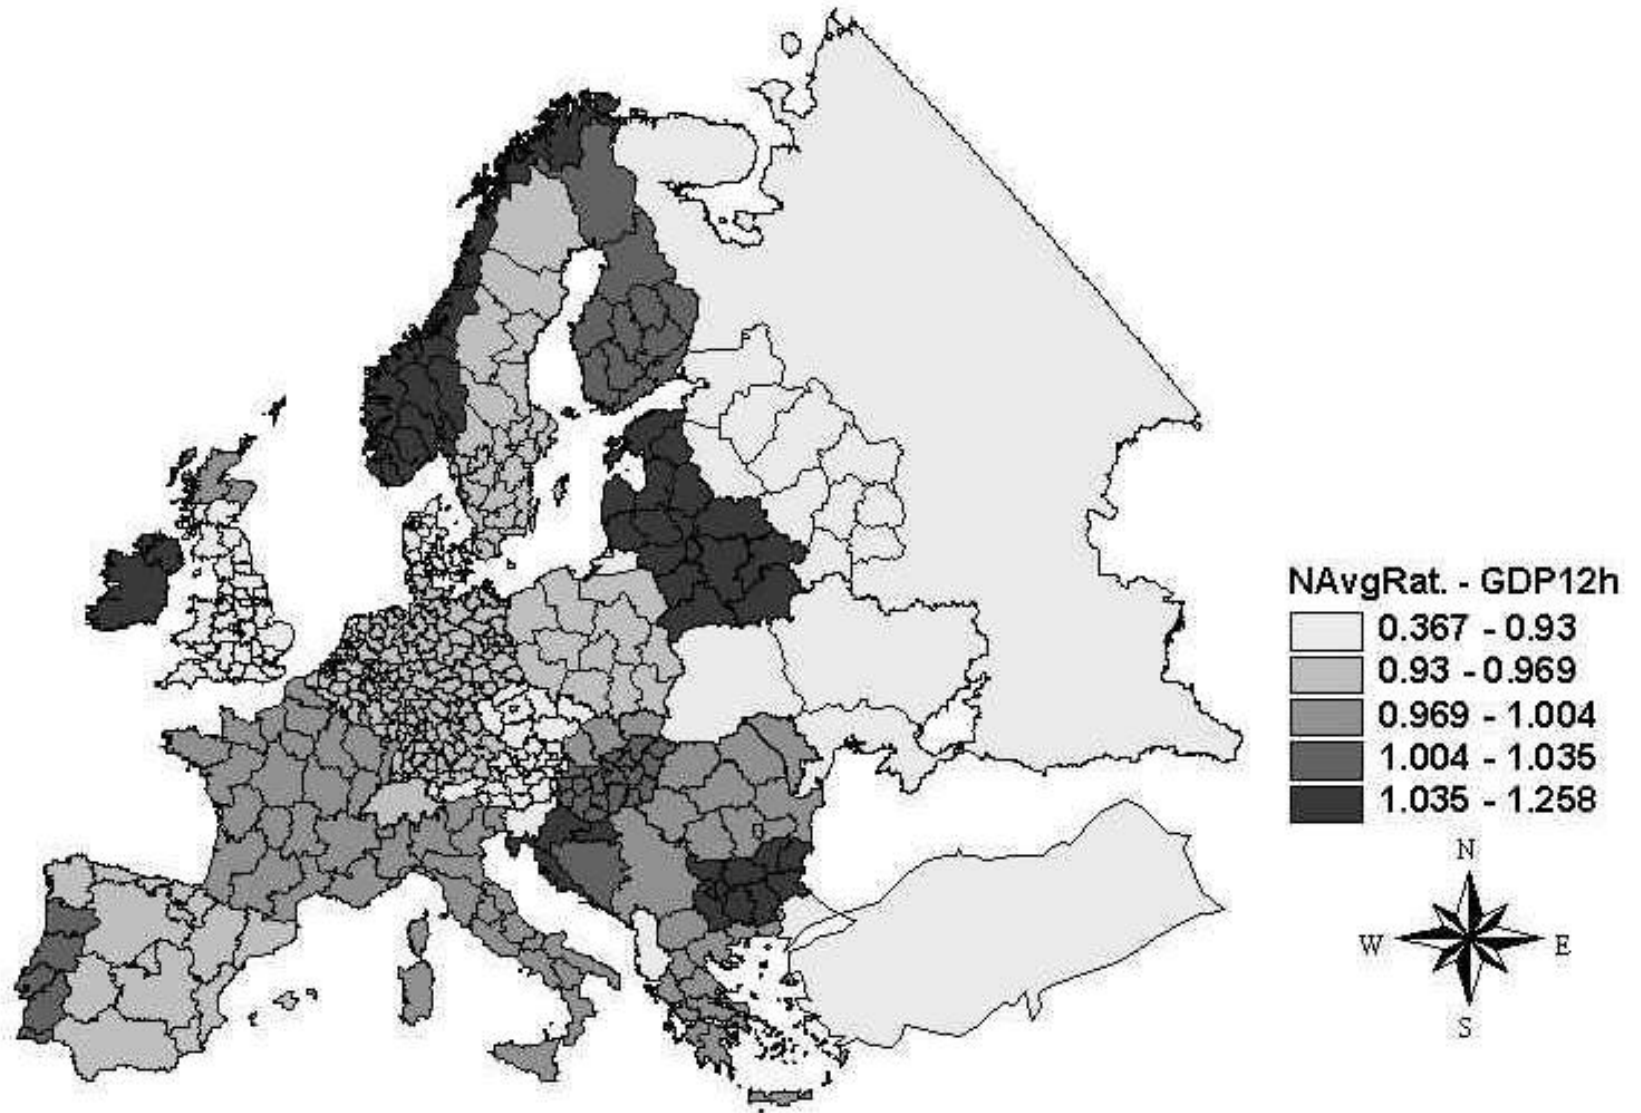 NAvgRat. - GDP12h
0.367 - 0.93
0.93 - 0.969
0.969 - 1.004
1.004 - 1.035
1.035 - 1.258
N
W E
S